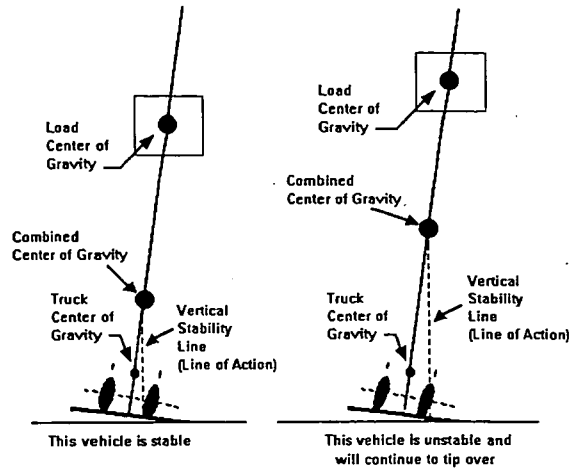 Load
Center of
Gravity
Combined
Center of Gravity
Truck
Center of
Gravity
Vertical
Stability
Line
(Line of Action)
This vehicle is stable
Load
Center of
Gravity
Combined
Center of Gravity
Truck
Center of
Gravity
Vertical
Stability
Line
(Line of Action)
This vehicle is unstable and
will continue to tip over